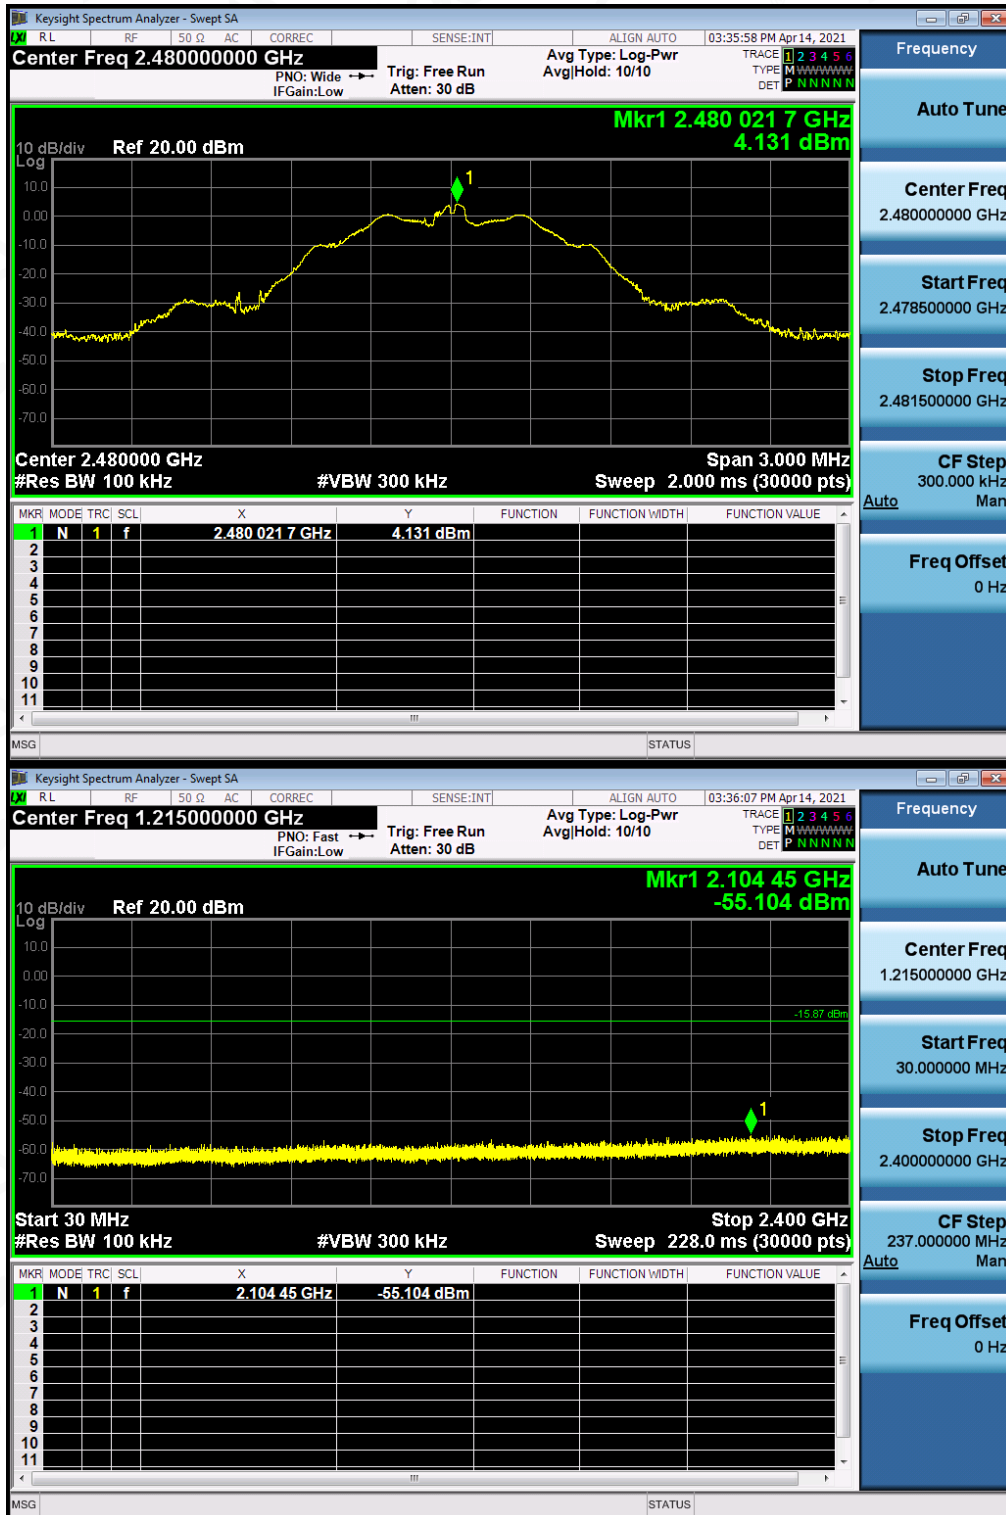 Keysight Spectrum Analyzer - Swept SA
LXI RL RF 50 Ω AC CORREC SENSE:INT ALIGN AUTO 03:35:58 PM Apr 14, 2021
Center Freq 2.480000000 GHz
PNO: Wide
IFGain:Low
Trig: Free Run
Atten: 30 dB
Avg Type: Log-Pwr
Avg|Hold: 10/10
TRACE 1 2 3 4 5 6
TYPE M WWWWW
DET P N N N N N
Mkr1 2.480 021 7 GHz
4.131 dBm
10 dB/div Ref 20.00 dBm
Log
10.0
0.00
-10.0
-20.0
-30.0
-40.0
-50.0
-60.0
-70.0
1
Center 2.480000 GHz Span 3.000 MHz
#Res BW 100 kHz #VBW 300 kHz Sweep 2.000 ms (30000 pts)
MKR MODE TRC SCL X Y FUNCTION FUNCTION WIDTH FUNCTION VALUE
1 N 1 f 2.480 021 7 GHz 4.131 dBm
2
3
4
5
6
7
8
9
10
11
MSG STATUS
Frequency
Auto Tune
Center Freq
2.480000000 GHz
Start Freq
2.478500000 GHz
Stop Freq
2.481500000 GHz
CF Step
300.000 kHz
Auto Man
Freq Offset
0 Hz
Keysight Spectrum Analyzer - Swept SA
LXI RL RF 50 Ω AC CORREC SENSE:INT ALIGN AUTO 03:36:07 PM Apr 14, 2021
Center Freq 1.215000000 GHz
PNO: Fast
IFGain:Low
Trig: Free Run
Atten: 30 dB
Avg Type: Log-Pwr
Avg|Hold: 10/10
TRACE 1 2 3 4 5 6
TYPE M WWWWW
DET P N N N N N
Mkr1 2.104 45 GHz
-55.104 dBm
10 dB/div Ref 20.00 dBm
Log
10.0
0.00
-10.0
-15.87 dBm
-20.0
-30.0
-40.0
-50.0
-60.0
-70.0
1
Start 30 MHz Stop 2.400 GHz
#Res BW 100 kHz #VBW 300 kHz Sweep 228.0 ms (30000 pts)
MKR MODE TRC SCL X Y FUNCTION FUNCTION WIDTH FUNCTION VALUE
1 N 1 f 2.104 45 GHz -55.104 dBm
2
3
4
5
6
7
8
9
10
11
MSG STATUS
Frequency
Auto Tune
Center Freq
1.215000000 GHz
Start Freq
30.000000 MHz
Stop Freq
2.400000000 GHz
CF Step
237.000000 MHz
Auto Man
Freq Offset
0 Hz